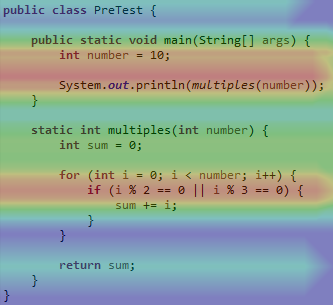 public class PreTest {
    public static void main(String[] args) {
        int number = 10;
        System.out.println(multiples(number));
    }
    static int multiples(int number) {
        int sum = 0;
        for (int i = 0; i < number; i++) {
            if (i % 2 == 0 || i % 3 == 0) {
                sum += i;
            }
        }
        return sum;
    }
}